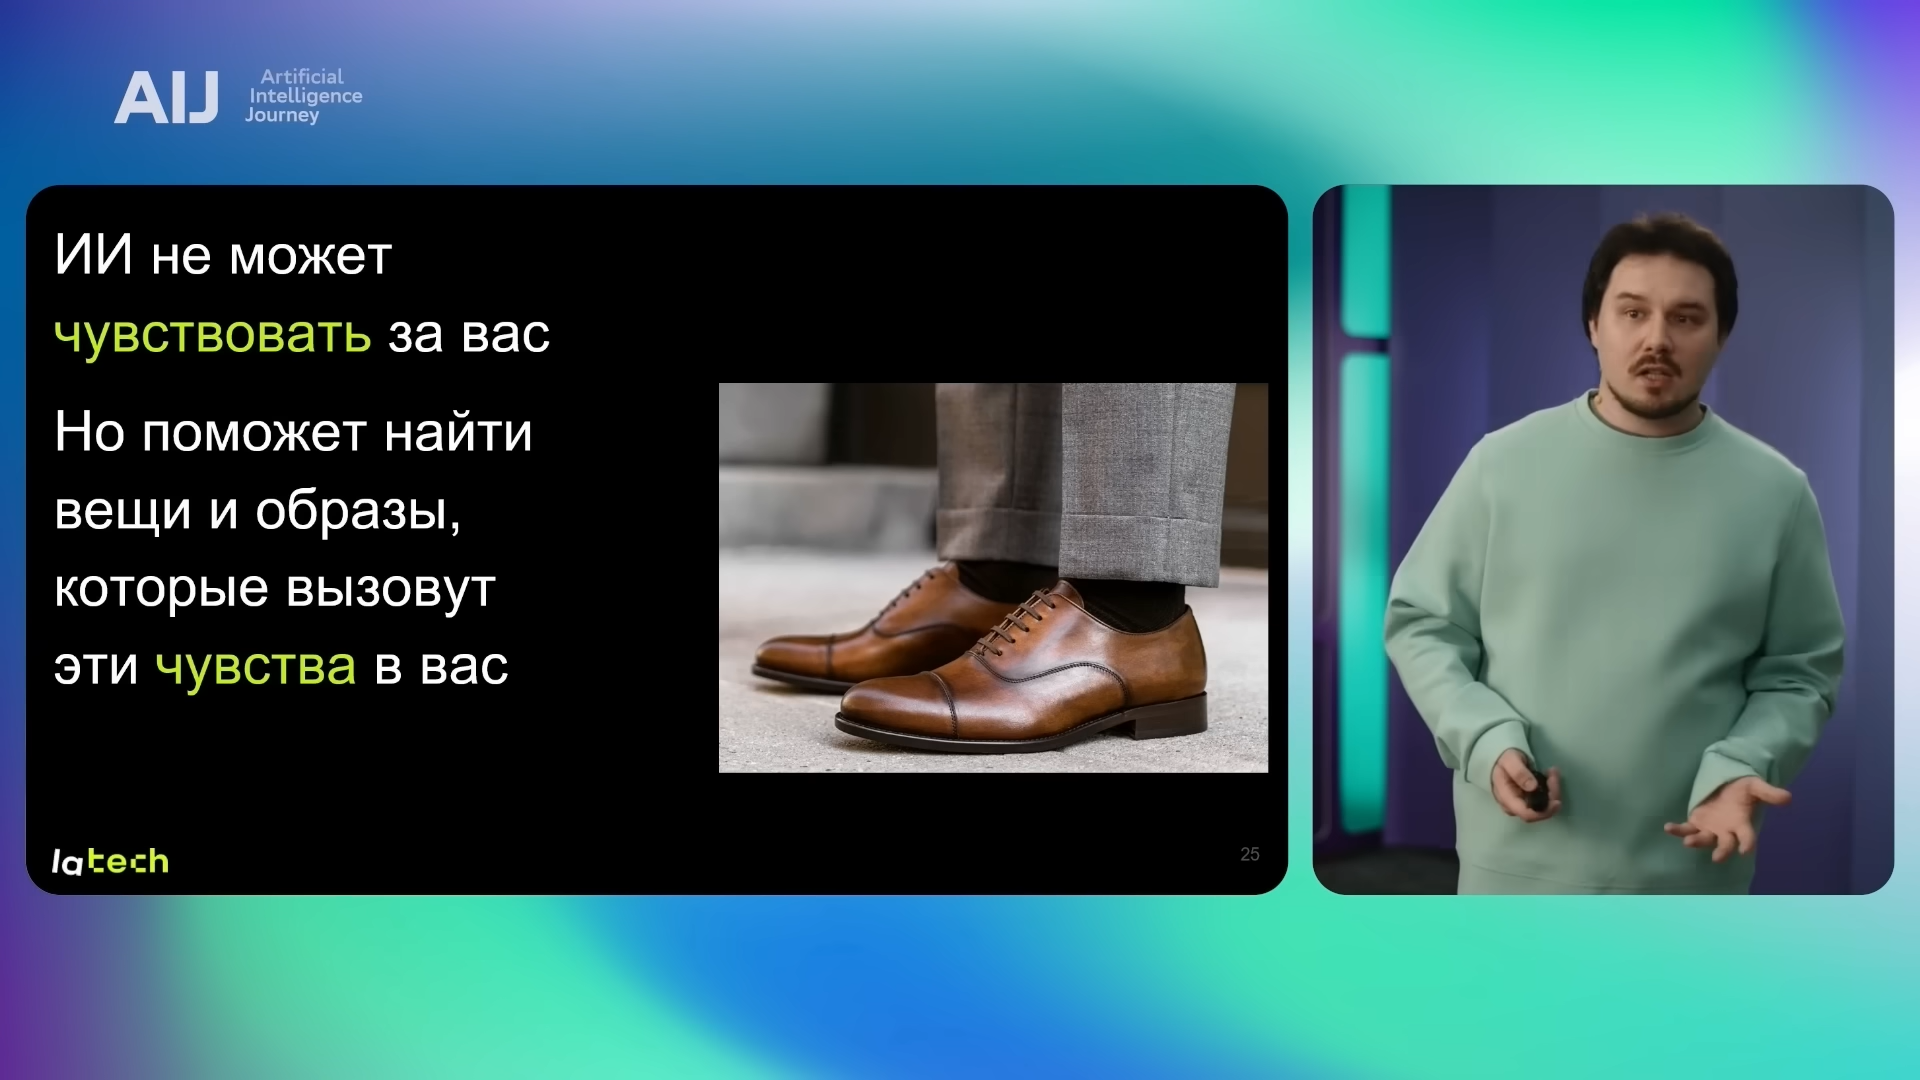 AIJ
Artificial
Intelligence
Journey
ИИ не может
чувствовать за вас
Но поможет найти
вещи и образы,
которые вызовут
эти чувства в вас
latech
25